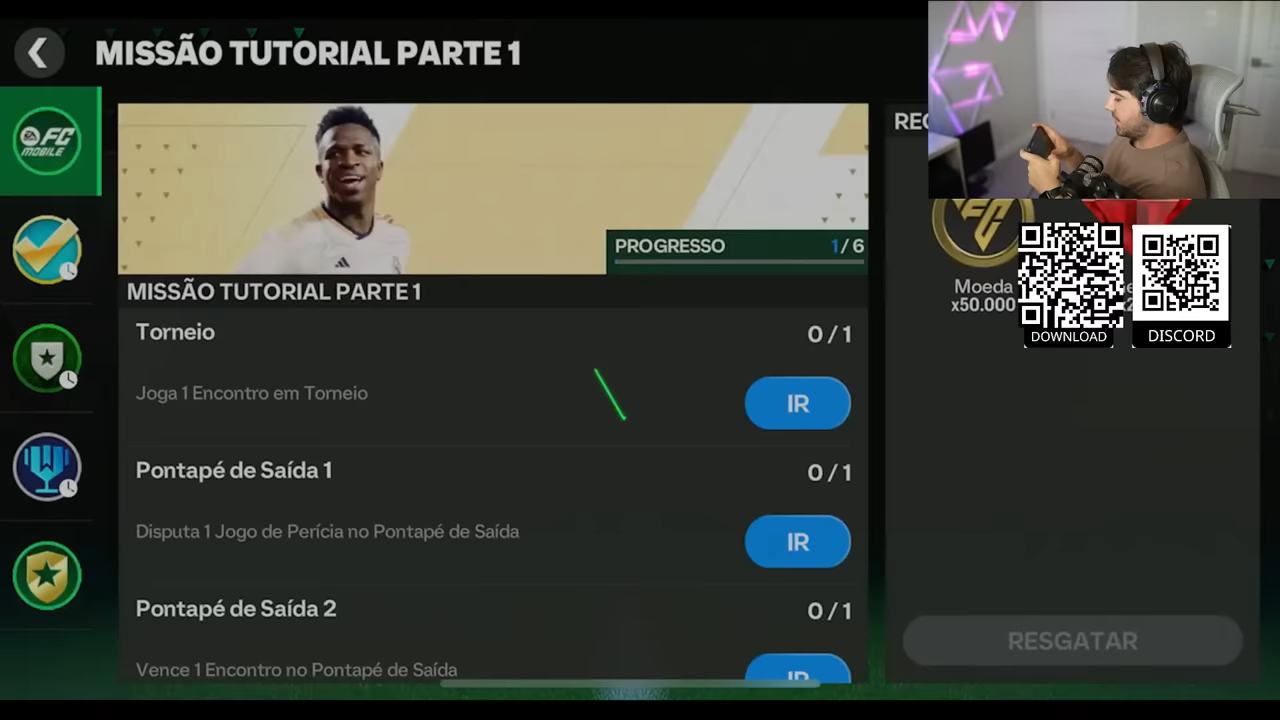 MISSÃO TUTORIAL PARTE 1
EA FC
MOBILE
PROGRESSO 1 / 6
MISSÃO TUTORIAL PARTE 1
Torneio 0 / 1
Joga 1 Encontro em Torneio
IR
Pontapé de Saída 1 0 / 1
Disputa 1 Jogo de Perícia no Pontapé de Saída
IR
Pontapé de Saída 2 0 / 1
Vence 1 Encontro no Pontapé de Saída
IR
FC
Moeda
x50.000
DOWNLOAD
DISCORD
RESGATAR